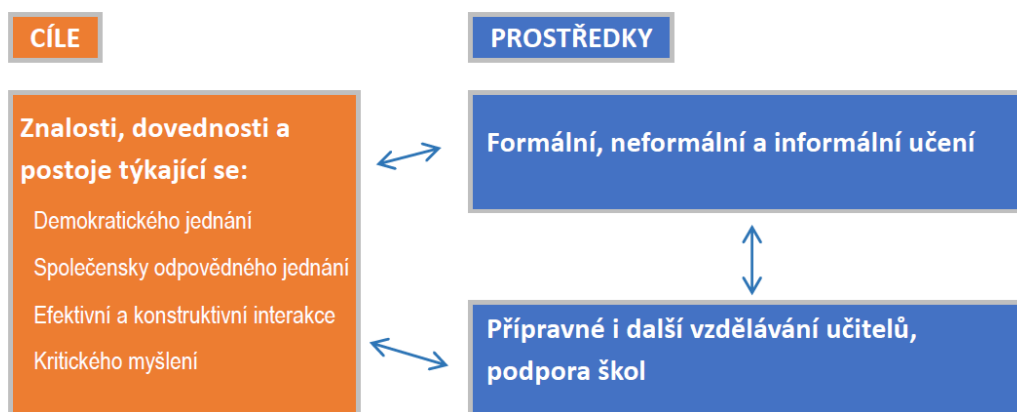 CÍLE
Znalosti, dovednosti a
postoje týkající se:
Demokratického jednání
Společensky odpovědného jednání
Efektivní a konstruktivní interakce
Kritického myšlení
PROSTŘEDKY
Formální, neformální a informální učení
Přípravné i další vzdělávání učitelů,
podpora škol